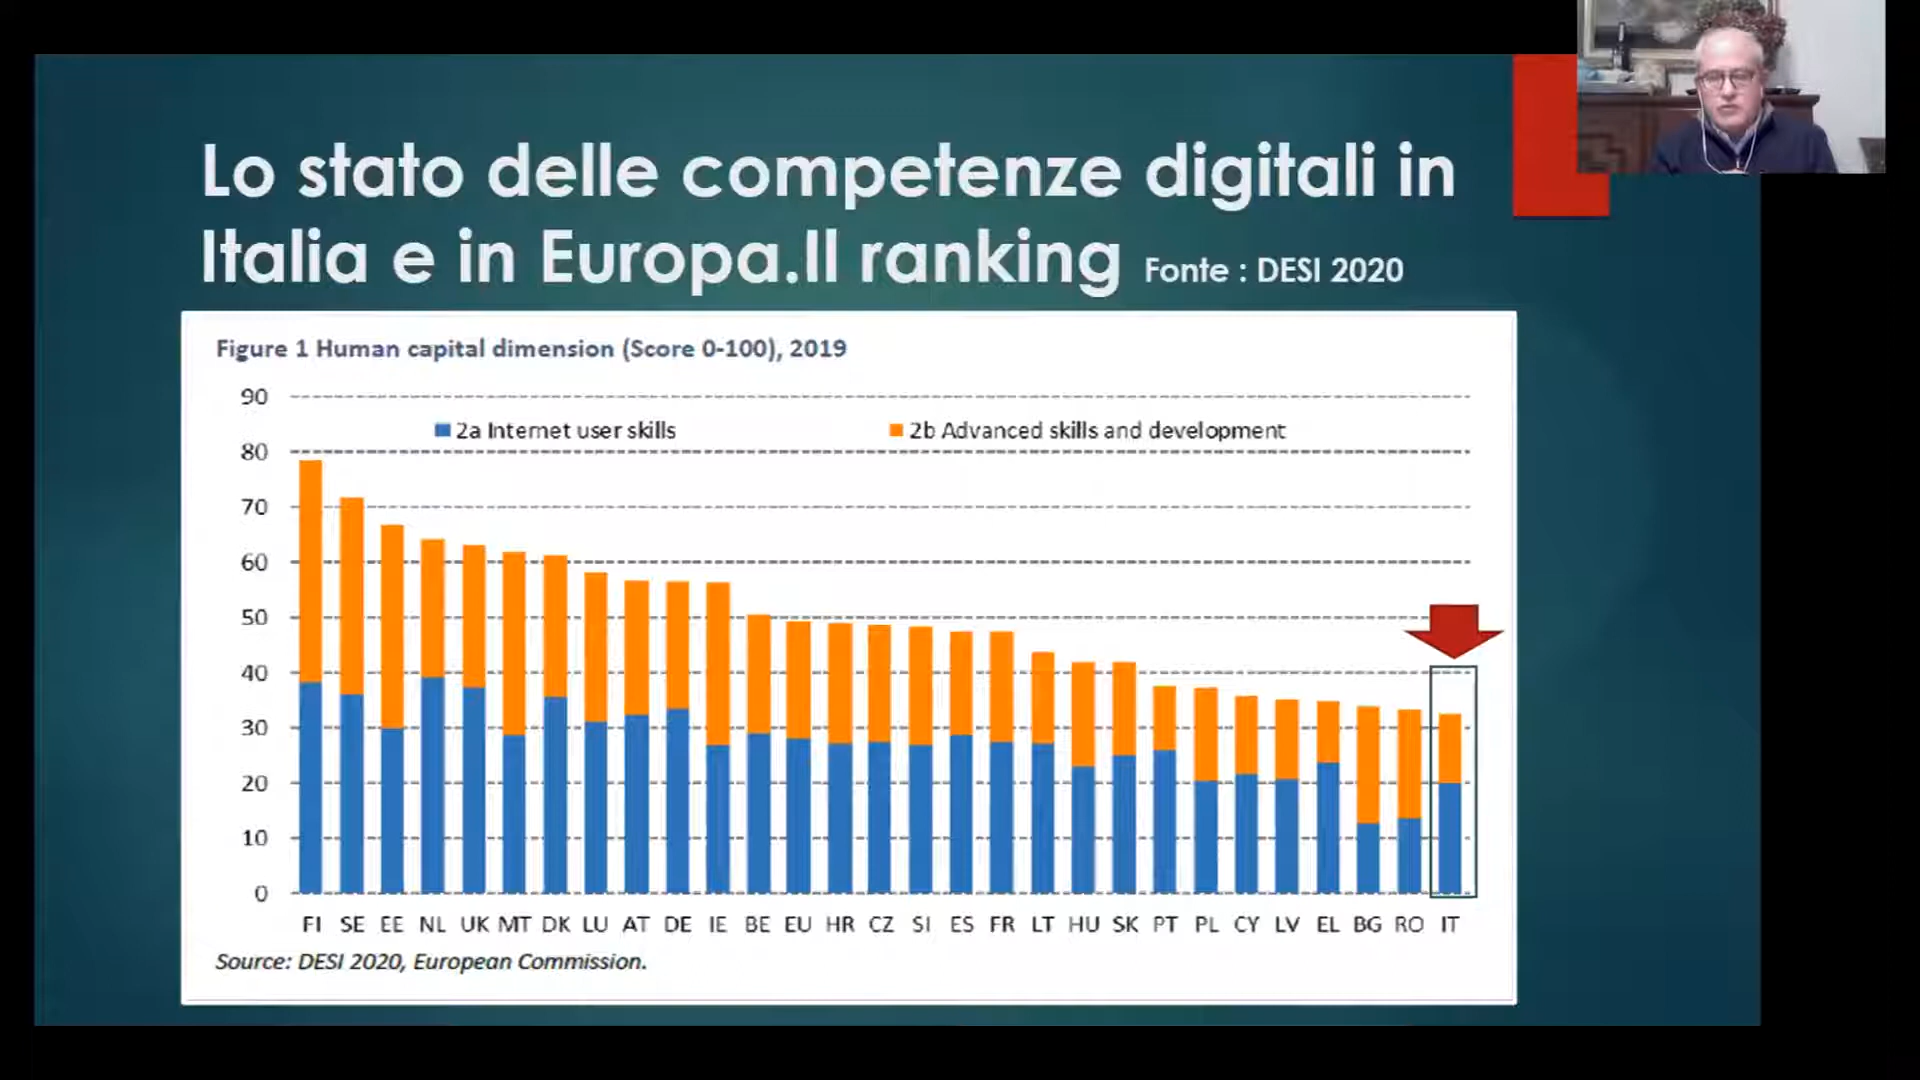 Lo stato delle competenze digitali in
Italia e in Europa.Il ranking Fonte : DESI 2020
Figure 1 Human capital dimension (Score 0-100), 2019
90
2a Internet user skills 2b Advanced skills and development
80
70
60
50
40
30
20
10
0
FI SE EE NL UK MT DK LU AT DE IE BE EU HR CZ SI ES FR LT HU SK PT PL CY LV EL BG RO IT
Source: DESI 2020, European Commission.